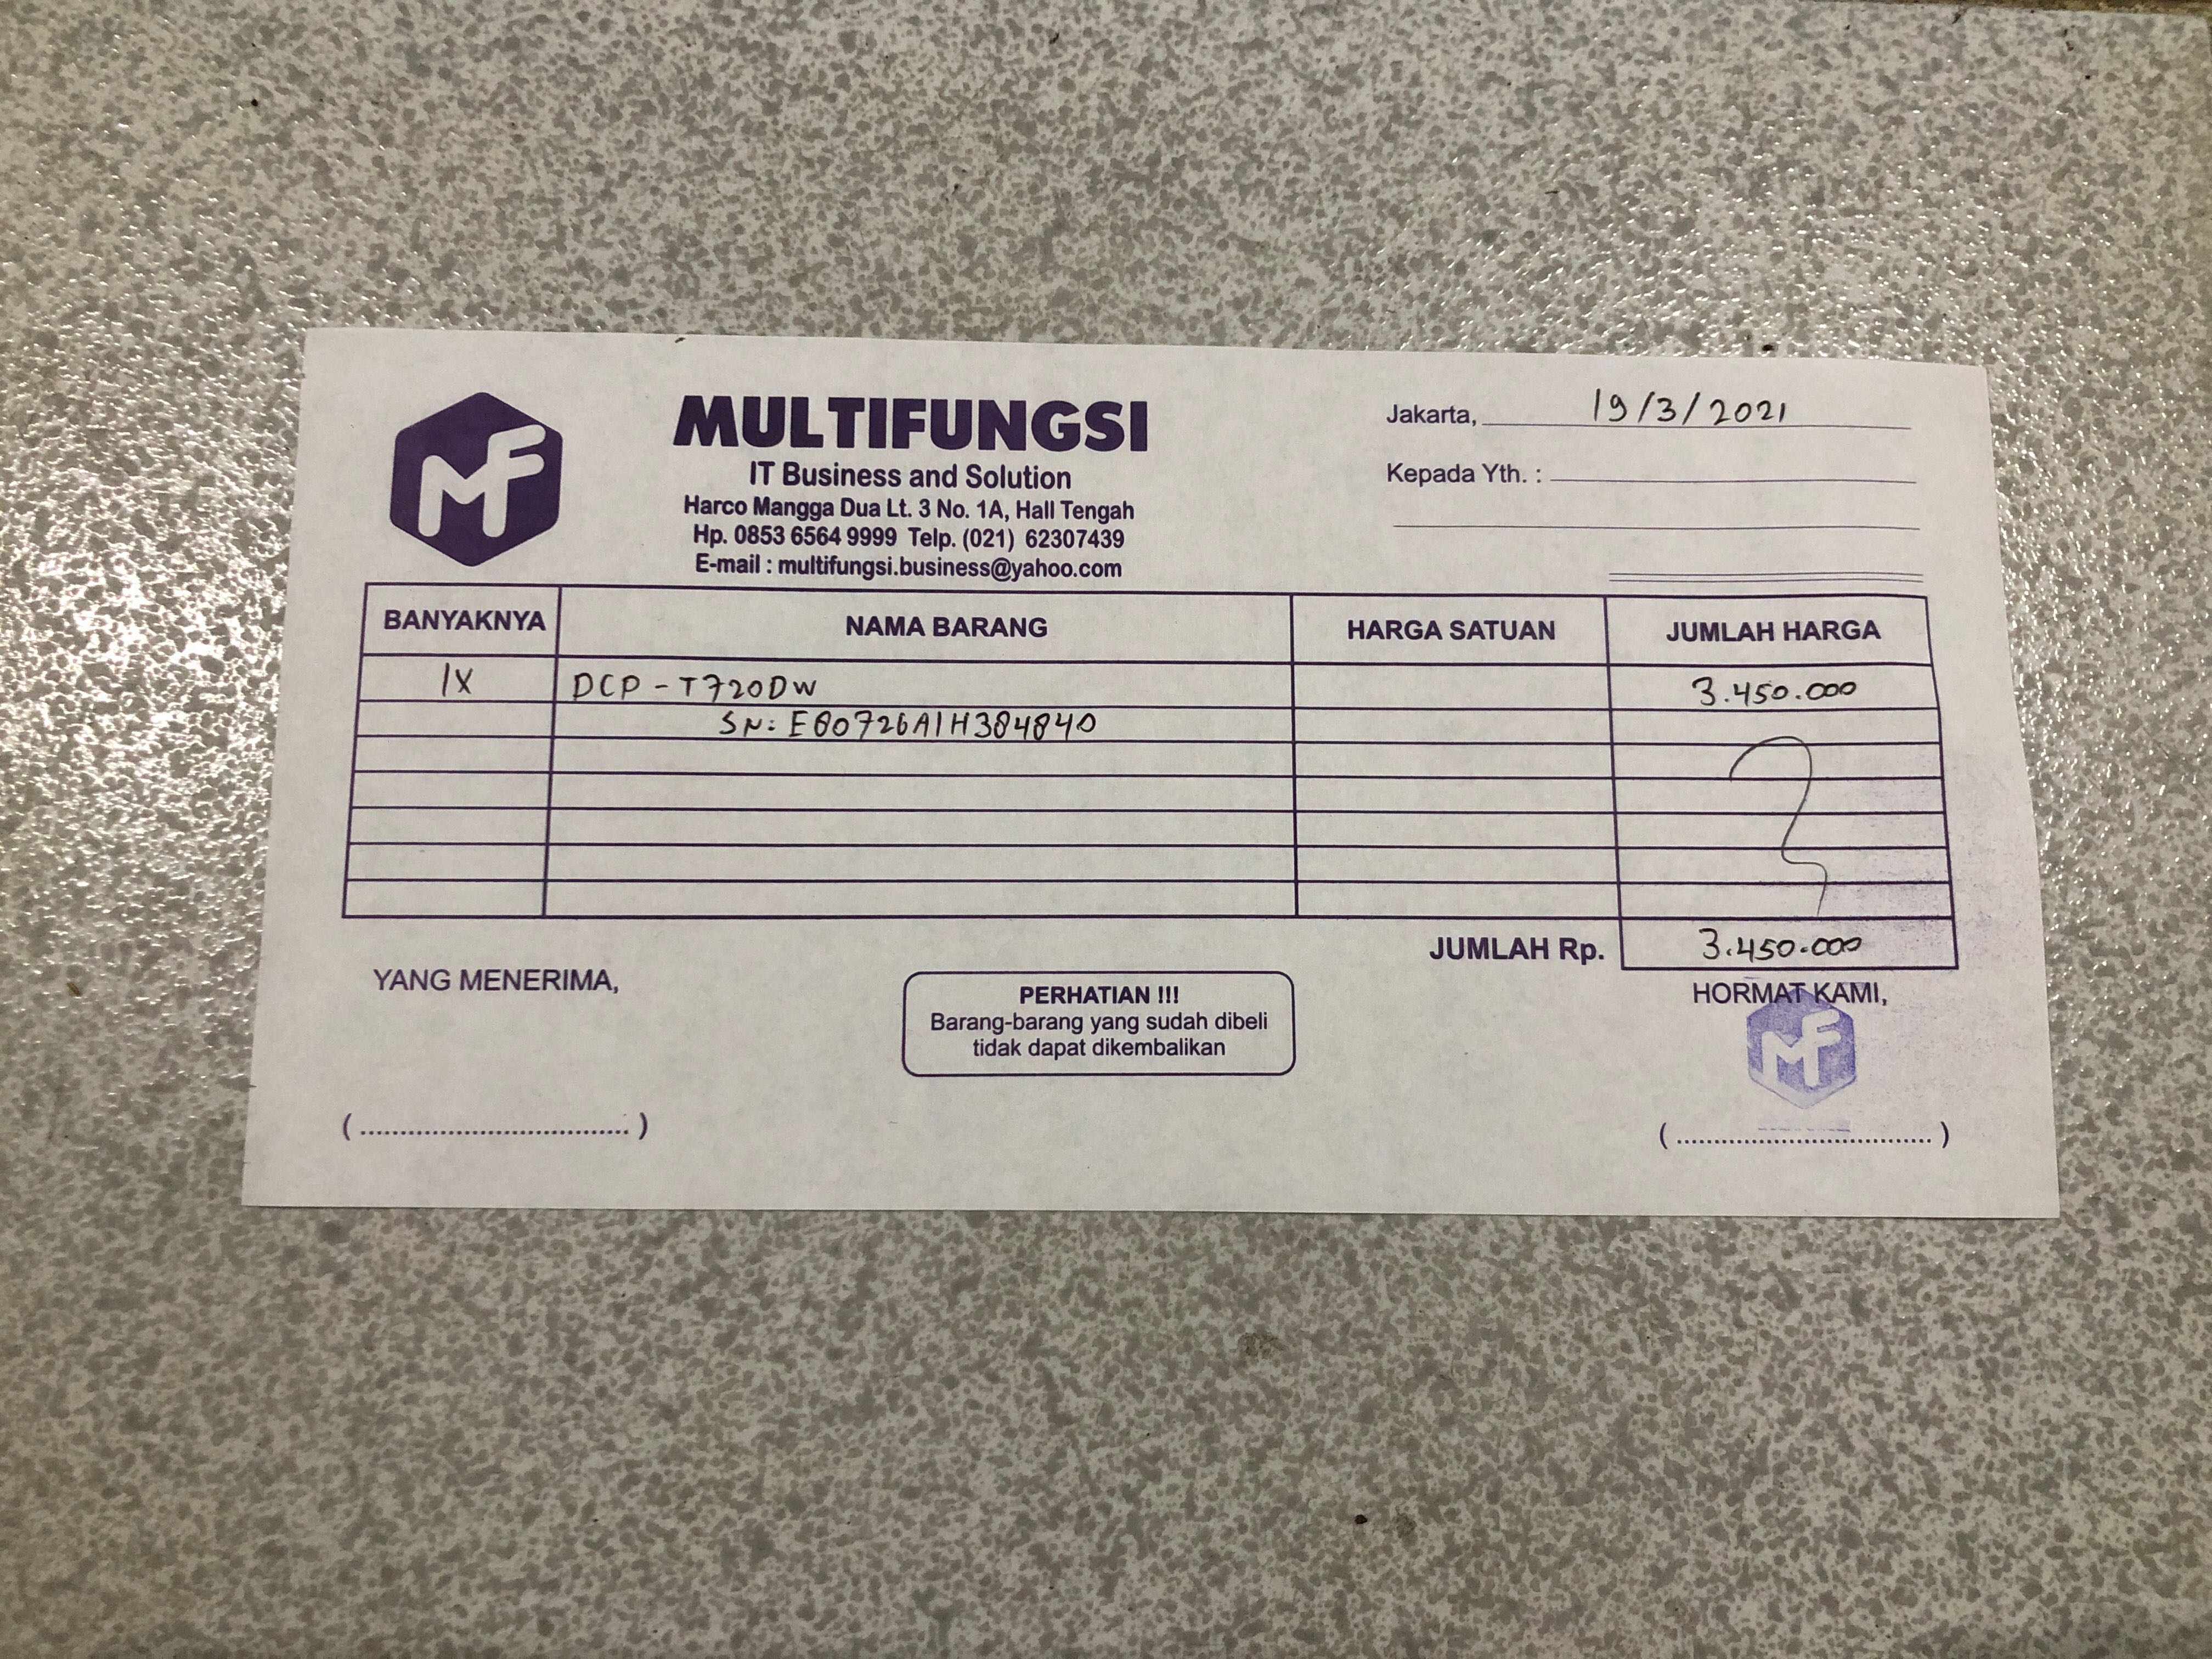 MF
MULTIFUNGSI
IT Business and Solution
Harco Mangga Dua Lt. 3 No. 1A, Hall Tengah
Hp. 0853 6564 9999 Telp. (021) 62307439
E-mail : multifungsi.business@yahoo.com
Jakarta, 19/3/2021
Kepada Yth. :
BANYAKNYA NAMA BARANG HARGA SATUAN JUMLAH HARGA
1X DCP-T720DW 3.450.000
SN: E80726A1H384840
JUMLAH Rp. 3.450.000
YANG MENERIMA,
PERHATIAN !!!
Barang-barang yang sudah dibeli
tidak dapat dikembalikan
HORMAT KAMI,
MF
(..................................)
(..................................)